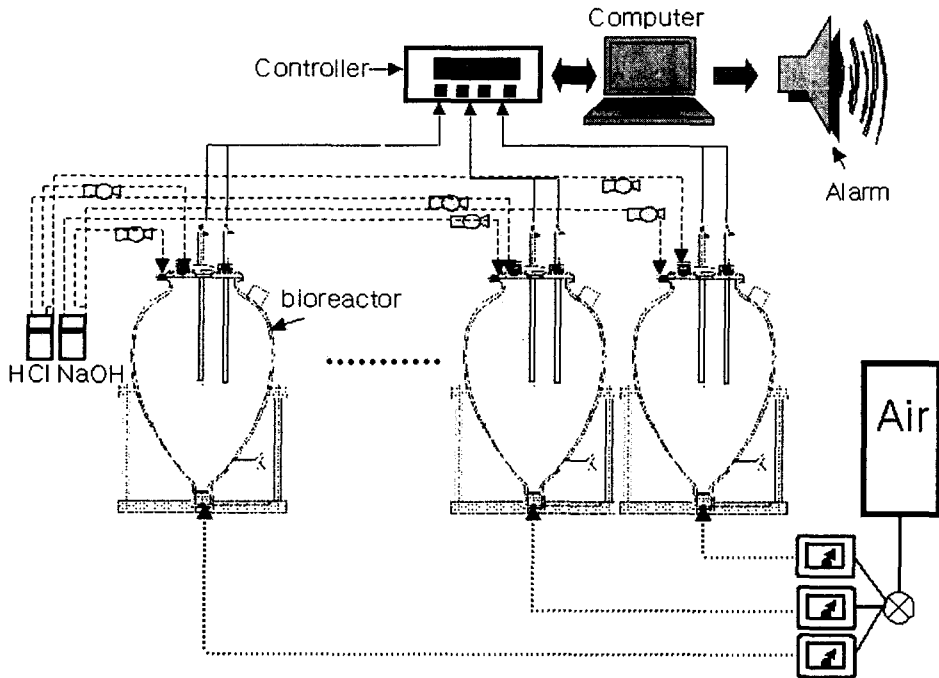 Computer
Controller
Alarm
bioreactor
HCl NaOH
Air